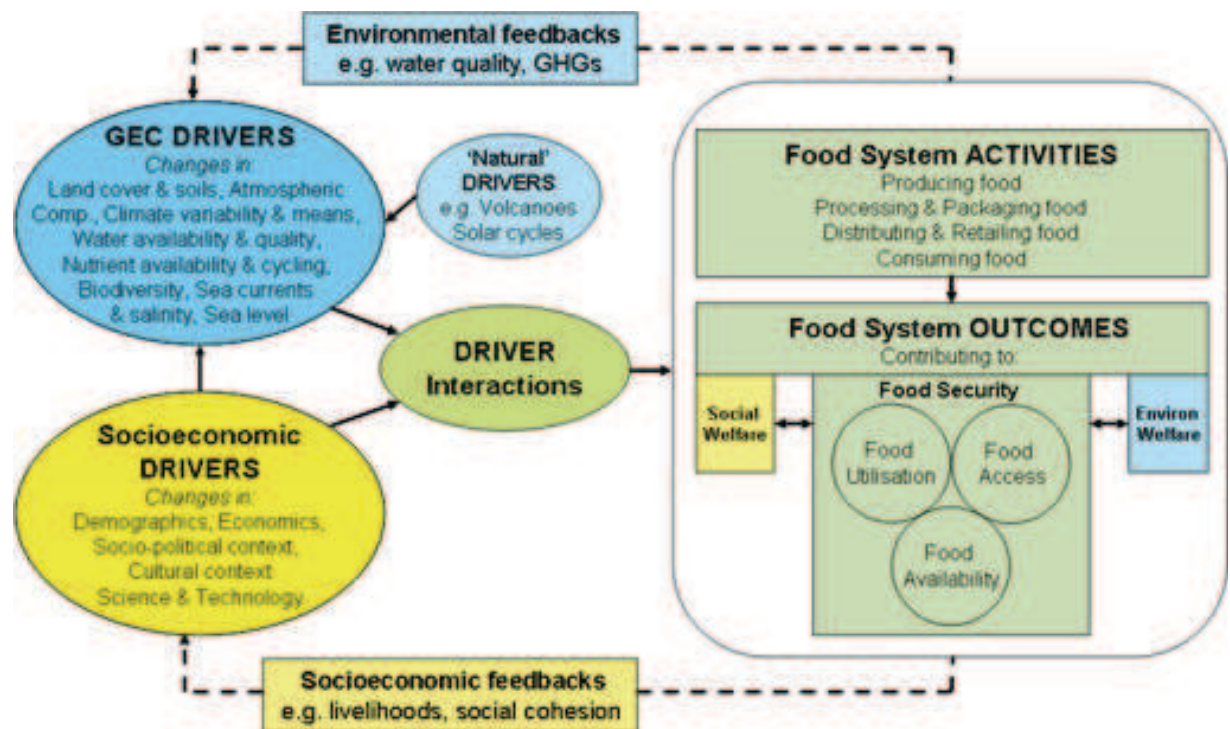 Environmental feedbacks
e.g. water quality, GHGs
GEC DRIVERS
Changes in:
Land cover & soils, Atmospheric
Comp., Climate variability & means,
Water availability & quality,
Nutrient availability & cycling,
Biodiversity, Sea currents
& salinity, Sea level
'Natural'
DRIVERS
e.g. Volcanoes
Solar cycles
DRIVER
Interactions
Socioeconomic
DRIVERS
Changes in:
Demographics, Economics,
Socio-political context,
Cultural context
Science & Technology
Socioeconomic feedbacks
e.g. livelihoods, social cohesion
Food System ACTIVITIES
Producing food
Processing & Packaging food
Distributing & Retailing food
Consuming food
Food System OUTCOMES
Contributing to:
Social
Welfare
Food Security
Food
Utilisation
Food
Access
Food
Availability
Environ
Welfare